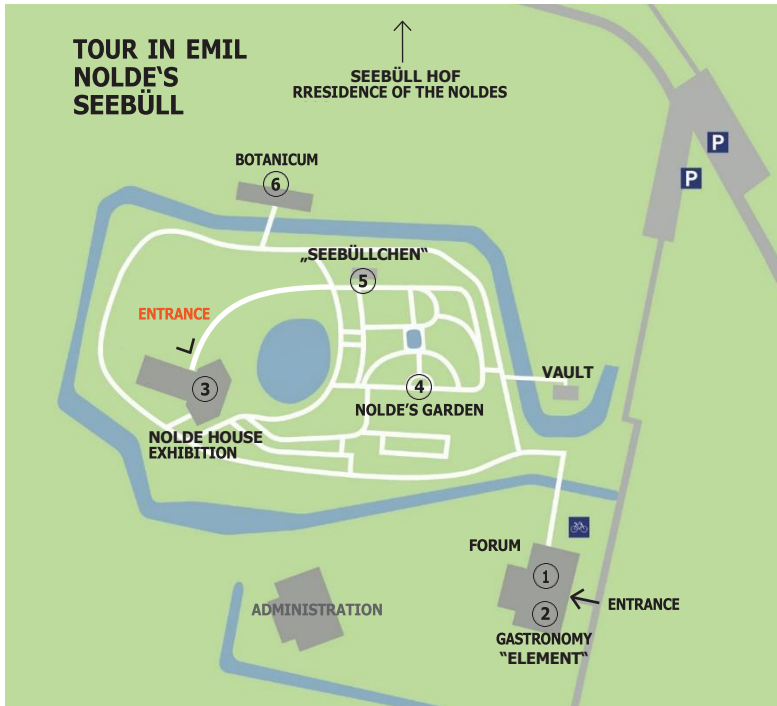 TOUR IN EMIL
NOLDE‘S
SEEBÜLL
SEEBÜLL HOF
RRESIDENCE OF THE NOLDES
P
P
BOTANICUM
6
„SEEBÜLLCHEN“
5
ENTRANCE
3
NOLDE HOUSE
EXHIBITION
4
NOLDE’S GARDEN
VAULT
FORUM
1
2
ENTRANCE
GASTRONOMY
"ELEMENT"
ADMINISTRATION